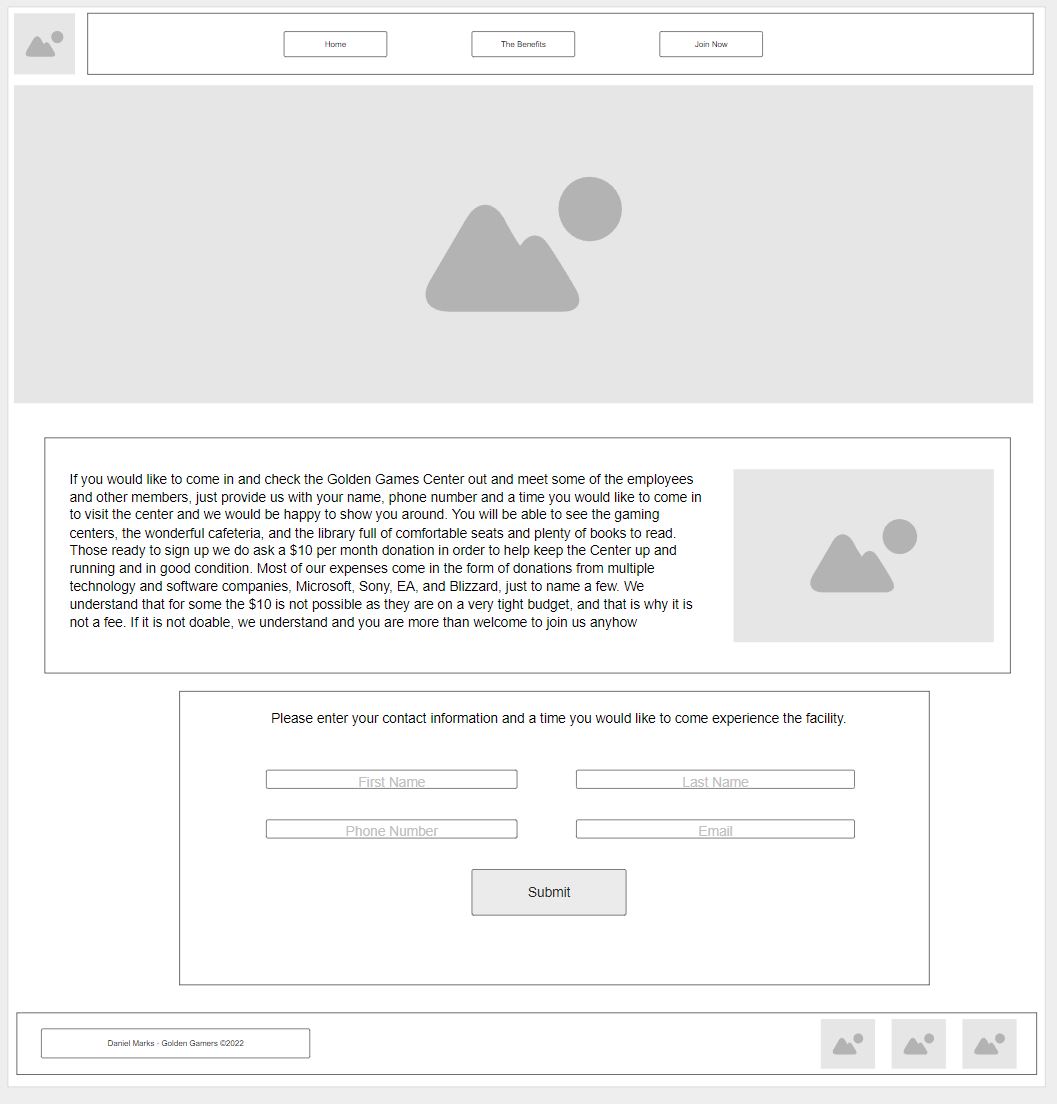 Home
The Benefits
Join Now
If you would like to come in and check the Golden Games Center out and meet some of the employees
and other members, just provide us with your name, phone number and a time you would like to come in
to visit the center and we would be happy to show you around. You will be able to see the gaming
centers, the wonderful cafeteria, and the library full of comfortable seats and plenty of books to read.
Those ready to sign up we do ask a $10 per month donation in order to help keep the Center up and
running and in good condition. Most of our expenses come in the form of donations from multiple
technology and software companies, Microsoft, Sony, EA, and Blizzard, just to name a few. We
understand that for some the $10 is not possible as they are on a very tight budget, and that is why it is
not a fee. If it is not doable, we understand and you are more than welcome to join us anyhow
Please enter your contact information and a time you would like to come experience the facility.
First Name
Last Name
Phone Number
Email
Submit
Daniel Marks - Golden Gamers ©2022